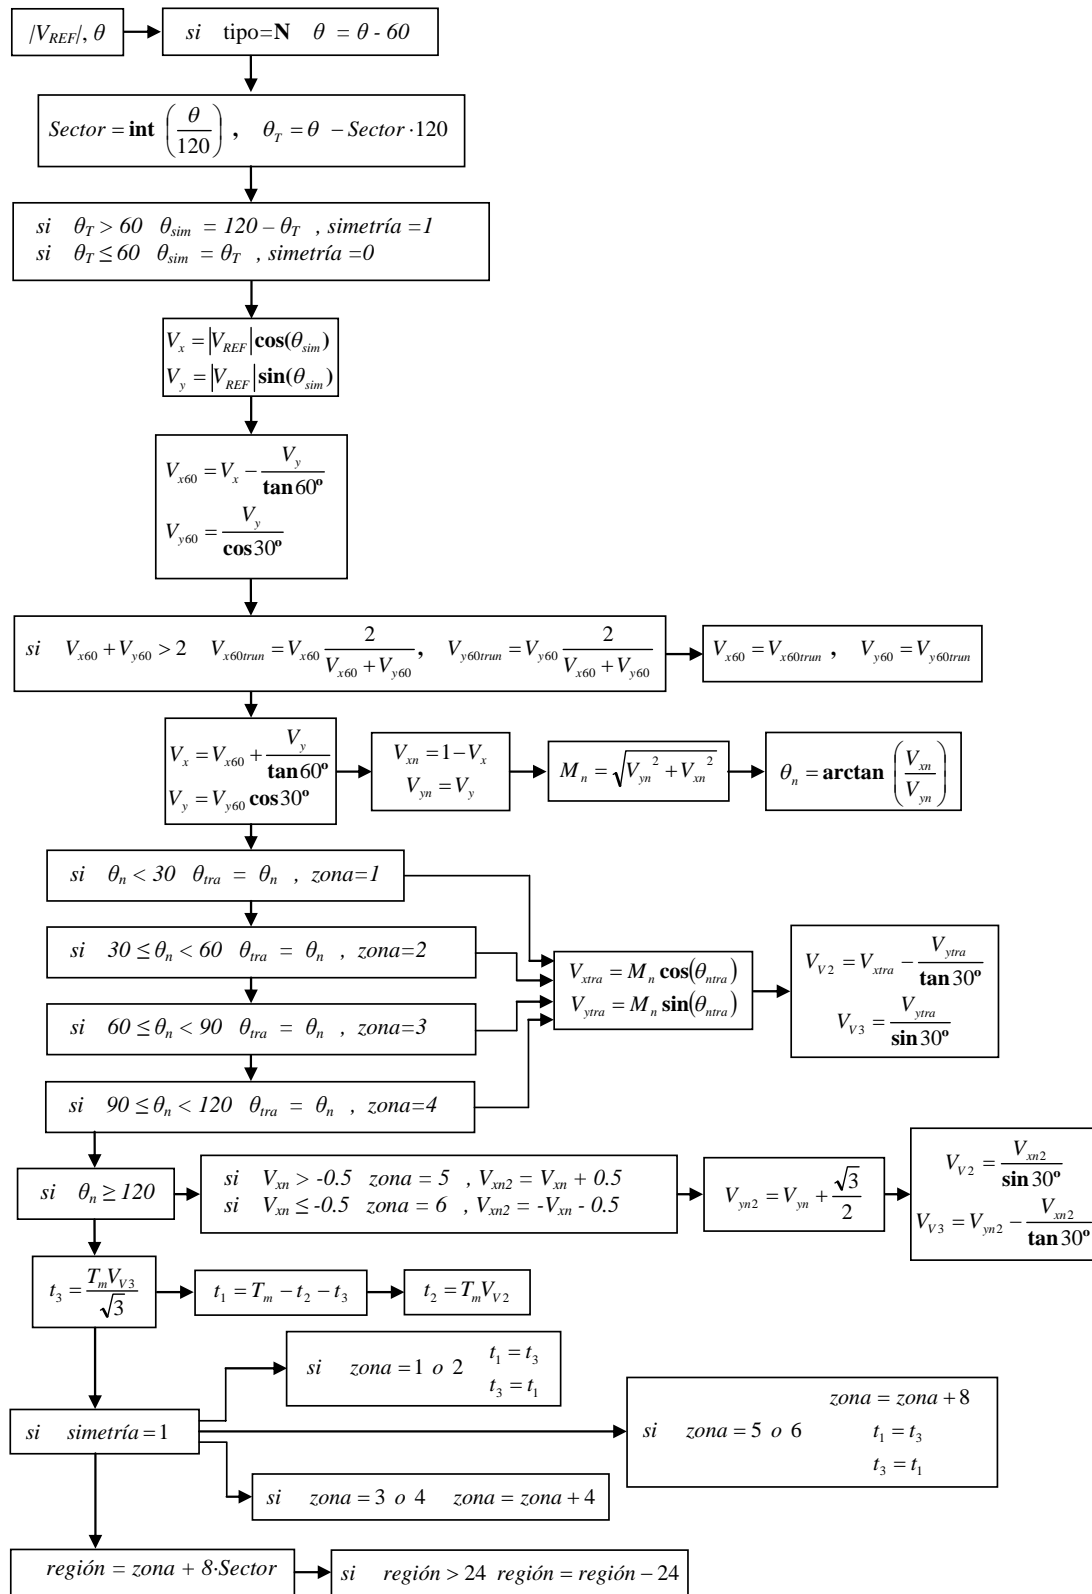 |V_REF|, θ
si tipo=N θ = θ - 60
Sector = int (θ/120) , θ_T = θ − Sector·120
si θ_T > 60 θ_sim = 120 – θ_T , simetría =1
si θ_T ≤ 60 θ_sim = θ_T , simetría =0
V_x = |V_REF| cos(θ_sim)
V_y = |V_REF| sin(θ_sim)
V_x60 = V_x − V_y/tan 60º
V_y60 = V_y/cos 30º
si V_x60 + V_y60 > 2 V_x60trun = V_x60 2/(V_x60 + V_y60), V_y60trun = V_y60 2/(V_x60 + V_y60)
V_x60 = V_x60trun , V_y60 = V_y60trun
V_x = V_x60 + V_y/tan 60º
V_y = V_y60 cos 30º
V_xn = 1 − V_x
V_yn = V_y
M_n = √(V_yn² + V_xn²)
θ_n = arctan (V_xn/V_yn)
si θ_n < 30 θ_tra = θ_n , zona=1
si 30 ≤ θ_n < 60 θ_tra = θ_n , zona=2
si 60 ≤ θ_n < 90 θ_tra = θ_n , zona=3
si 90 ≤ θ_n < 120 θ_tra = θ_n , zona=4
V_xtra = M_n cos(θ_ntra)
V_ytra = M_n sin(θ_ntra)
V_V2 = V_xtra − V_ytra/tan 30º
V_V3 = V_ytra/sin 30º
si θ_n ≥ 120
si V_xn > -0.5 zona = 5 , V_xn2 = V_xn + 0.5
si V_xn ≤ -0.5 zona = 6 , V_xn2 = -V_xn - 0.5
V_yn2 = V_yn + √3/2
V_V2 = V_xn2/sin 30º
V_V3 = V_yn2 − V_xn2/tan 30º
t_3 = T_m V_V3/√3
t_1 = T_m − t_2 − t_3
t_2 = T_m V_V2
si zona = 1 o 2 t_1 = t_3
t_3 = t_1
si simetría = 1
zona = zona + 8
si zona = 5 o 6 t_1 = t_3
t_3 = t_1
si zona = 3 o 4 zona = zona + 4
región = zona + 8·Sector
si región > 24 región = región − 24